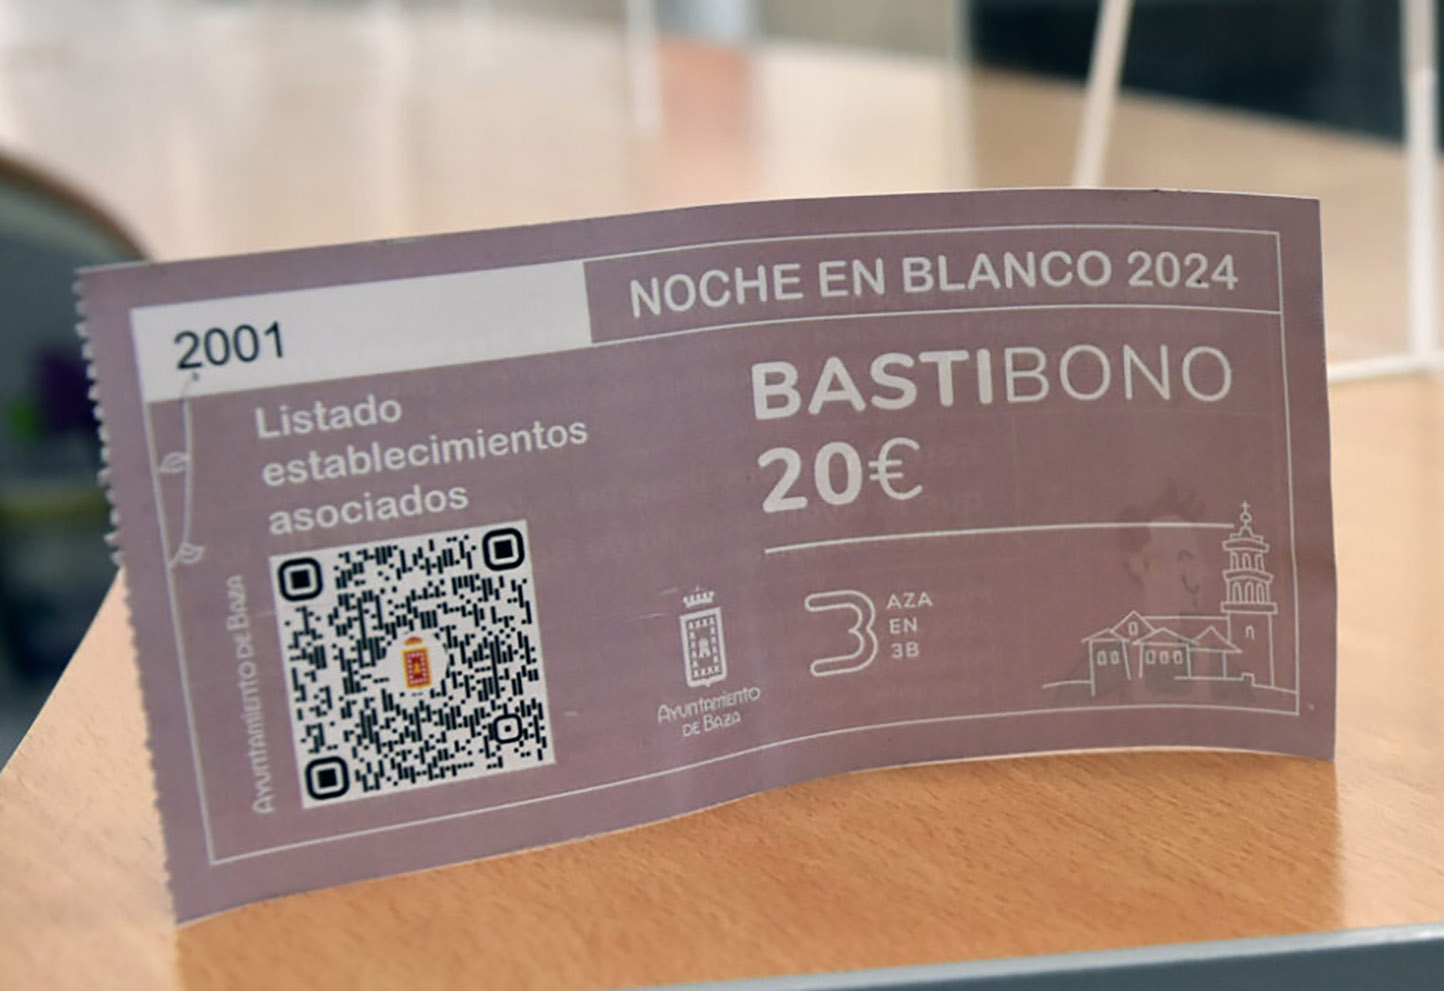 2001
NOCHE EN BLANCO 2024
Listado
establecimientos
asociados
BASTIBONO
20€
AYUNTAMIENTO DE BAZA
AYUNTAMIENTO
DE BAZA
3 AZA
EN
3B